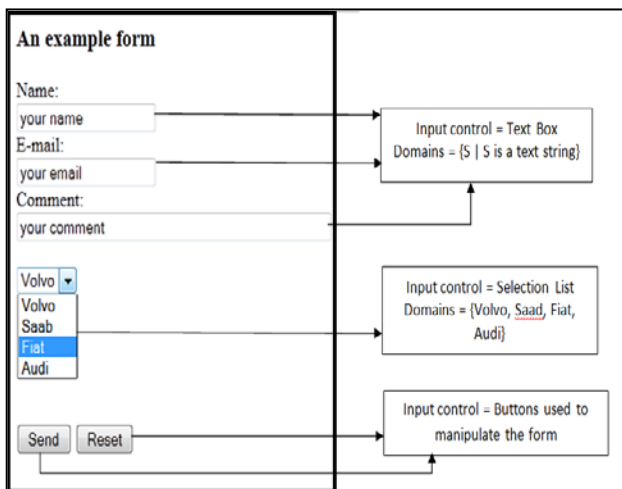 An example form
Name:
your name
E-mail:
your email
Comment:
your comment
Volvo
Volvo
Saab
Fiat
Audi
Send Reset
Input control = Text Box
Domains = {S | S is a text string}
Input control = Selection List
Domains = {Volvo, Saad, Fiat,
Audi}
Input control = Buttons used to
manipulate the form